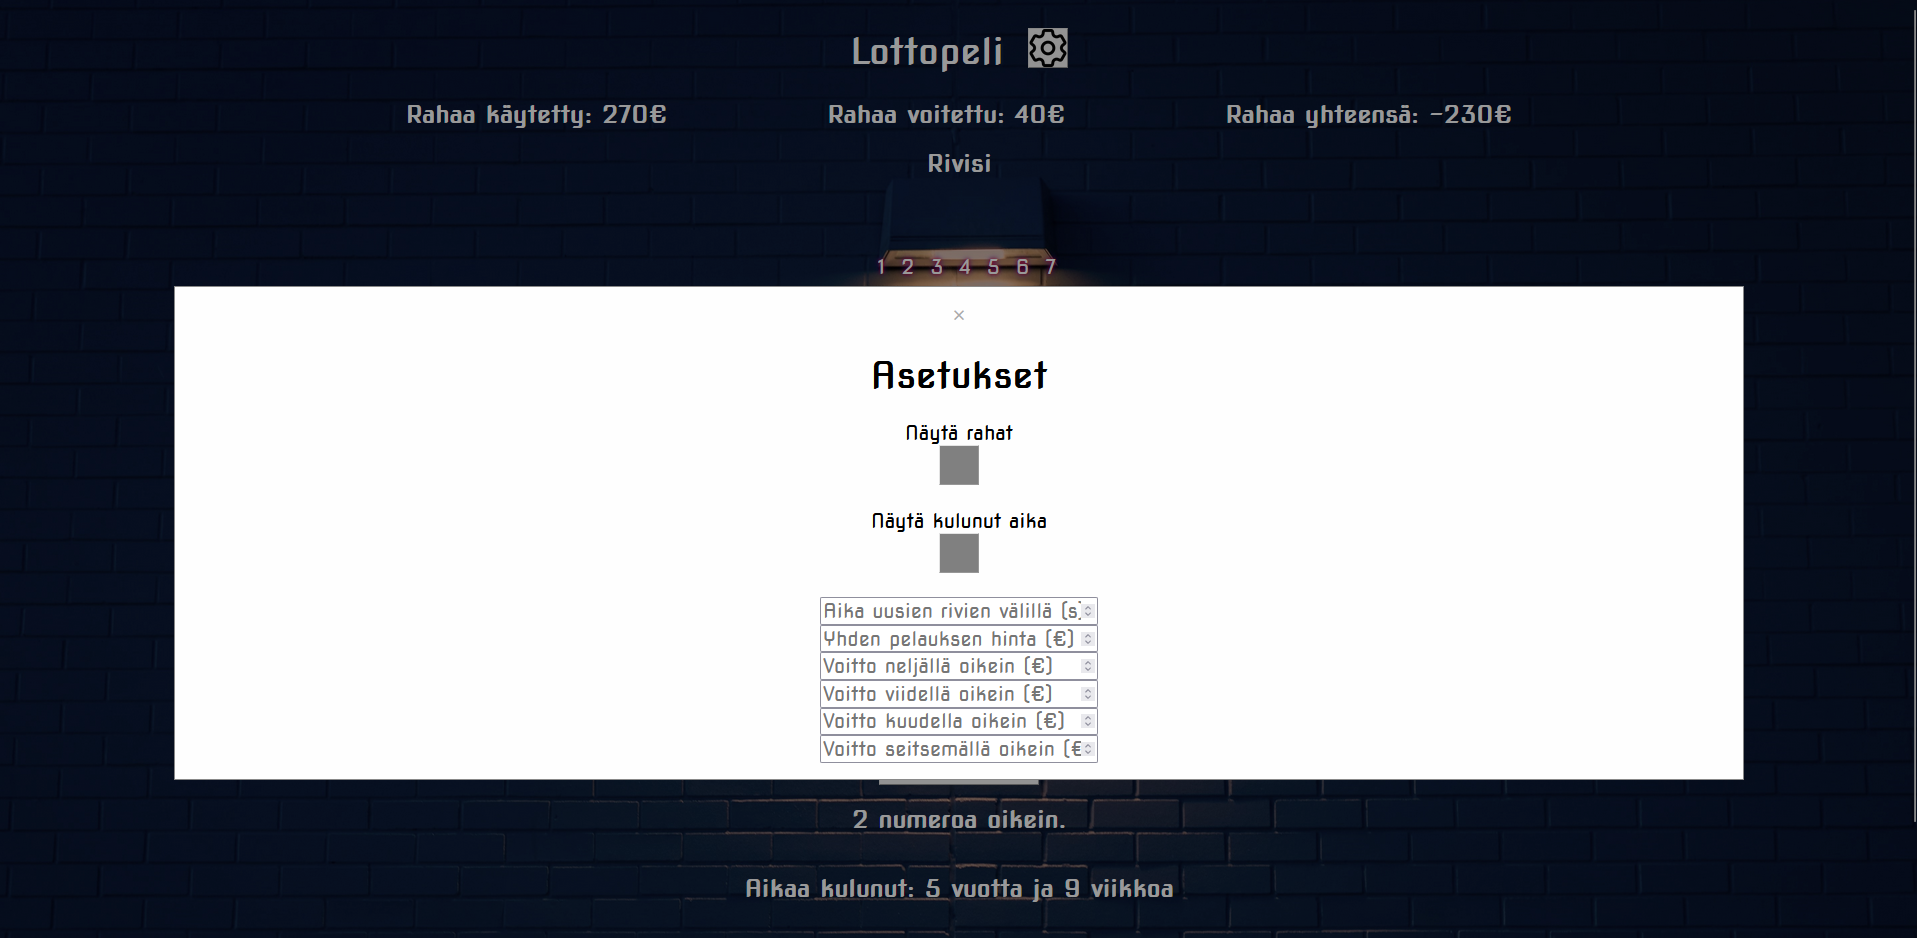 Lottopeli
Rahaa käytetty: 270€ Rahaa voitettu: 40€ Rahaa yhteensä: -230€
Rivisi
1 2 3 4 5 6 7
×
Asetukset
Näytä rahat
Näytä kulunut aika
Aika uusien rivien välillä (s)
Yhden pelauksen hinta (€)
Voitto neljällä oikein (€)
Voitto viidellä oikein (€)
Voitto kuudella oikein (€)
Voitto seitsemällä oikein (€
2 numeroa oikein.
Aikaa kulunut: 5 vuotta ja 9 viikkoa